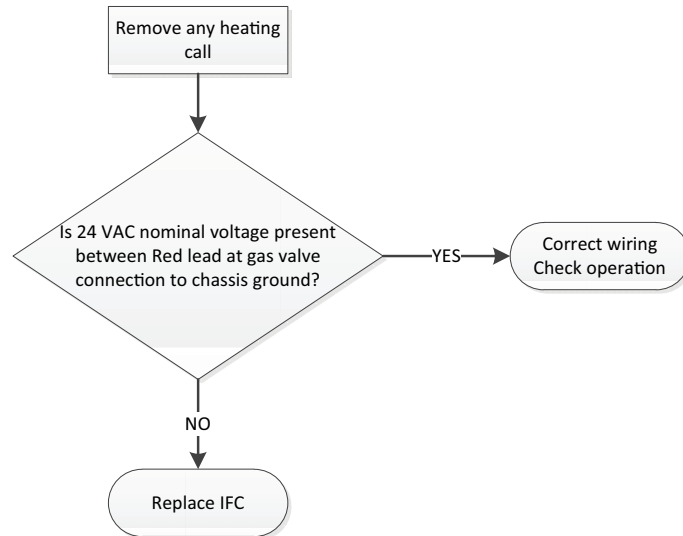 Remove any heating
call
Is 24 VAC nominal voltage present
between Red lead at gas valve
connection to chassis ground?
YES
Correct wiring
Check operation
NO
Replace IFC